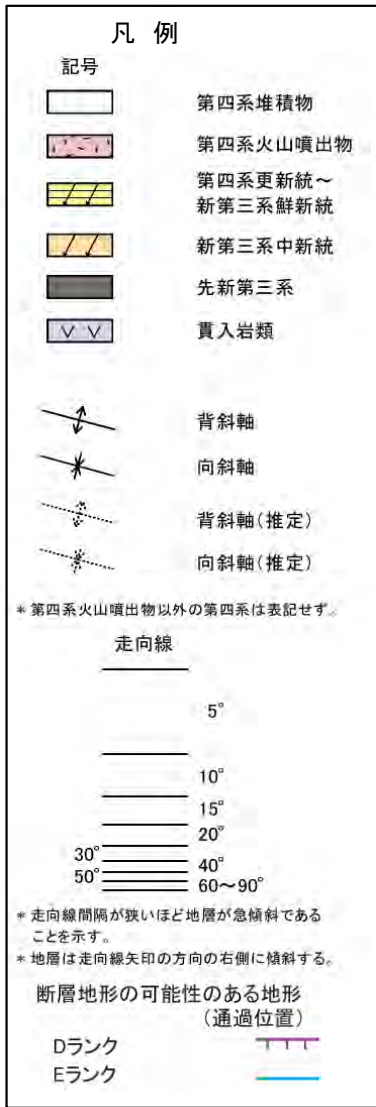 凡 例
記号
第四系堆積物
第四系火山噴出物
第四系更新統～
新第三系鮮新統
新第三系中新統
先新第三系
貫入岩類
背斜軸
向斜軸
背斜軸(推定)
向斜軸(推定)
* 第四系火山噴出物以外の第四系は表記せず。
走向線
5°
10°
15°
20°
30°
40°
50°
60～90°
* 走向線間隔が狭いほど地層が急傾斜である
ことを示す。
* 地層は走向線矢印の方向の右側に傾斜する。
断層地形の可能性のある地形
(通過位置)
Dランク
Eランク